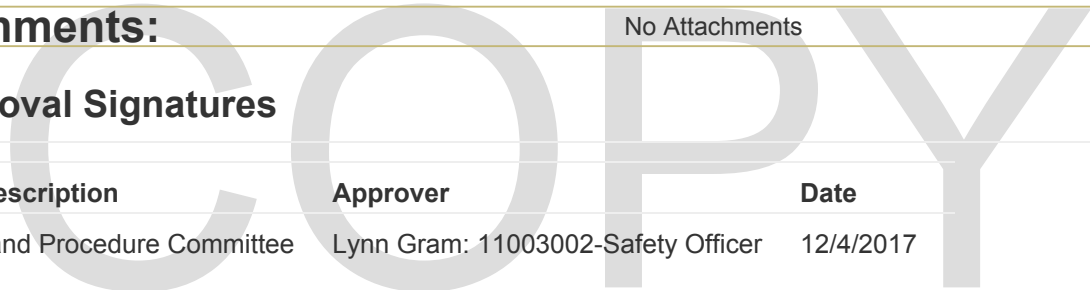 nments: No Attachments
oval Signatures
escription Approver Date
and Procedure Committee Lynn Gram: 11003002-Safety Officer 12/4/2017
COPY